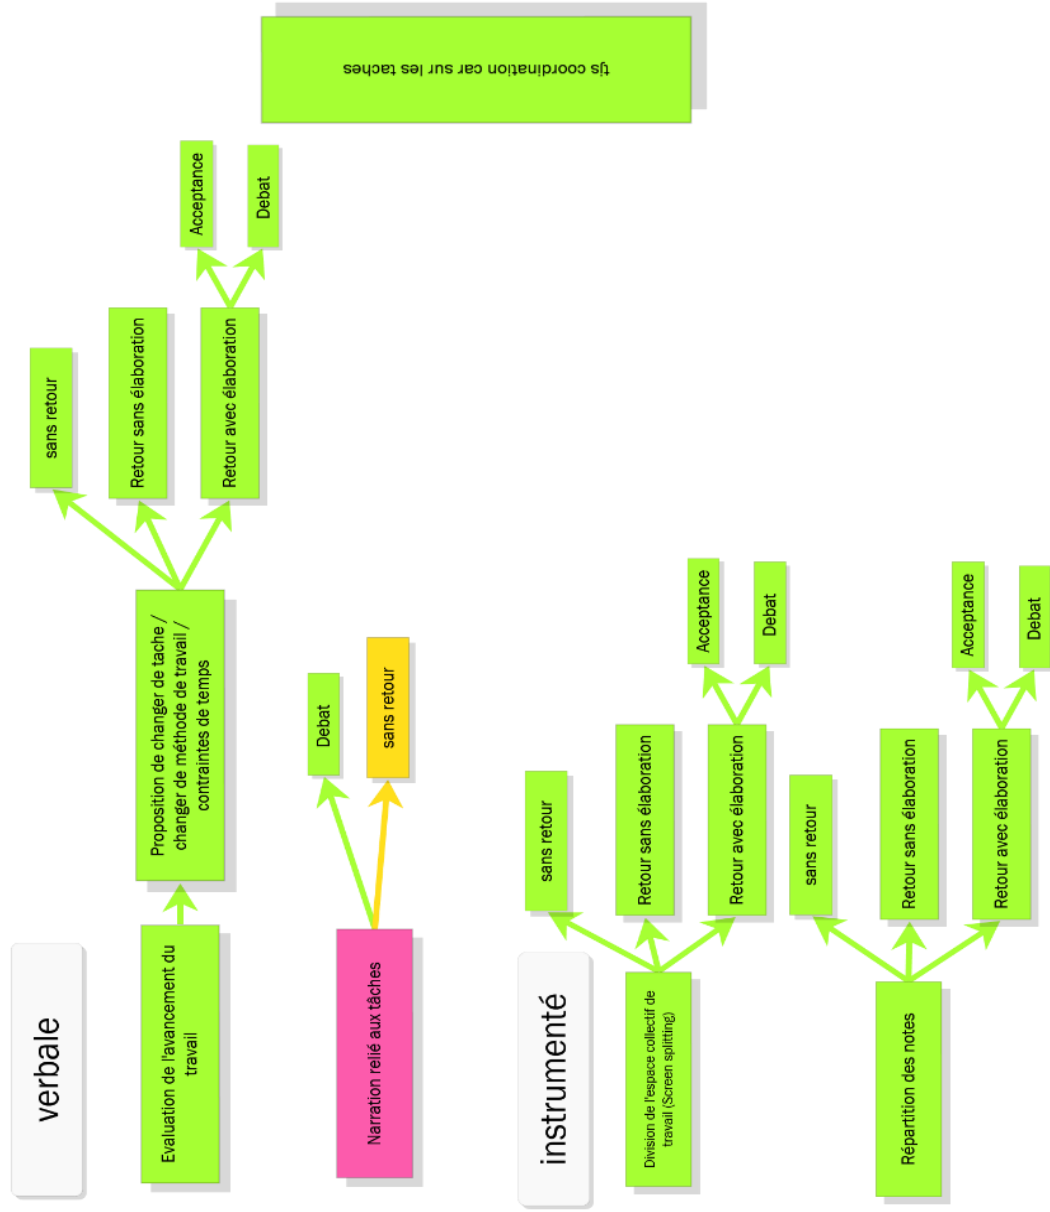 verbale
Evaluation de l'avancement du
travail
Proposition de changer de tache /
changer de méthode de travail /
contraintes de temps
sans retour
Retour sans élaboration
Retour avec élaboration
Acceptance
Debat
Narration relié aux tâches
Debat
sans retour
instrumenté
Division de l'espace collectif de
travail (Screen splitting)
sans retour
Retour sans élaboration
Retour avec élaboration
Acceptance
Debat
Répartition des notes
sans retour
Retour sans élaboration
Retour avec élaboration
Acceptance
Debat
tjs coordination car sur les taches